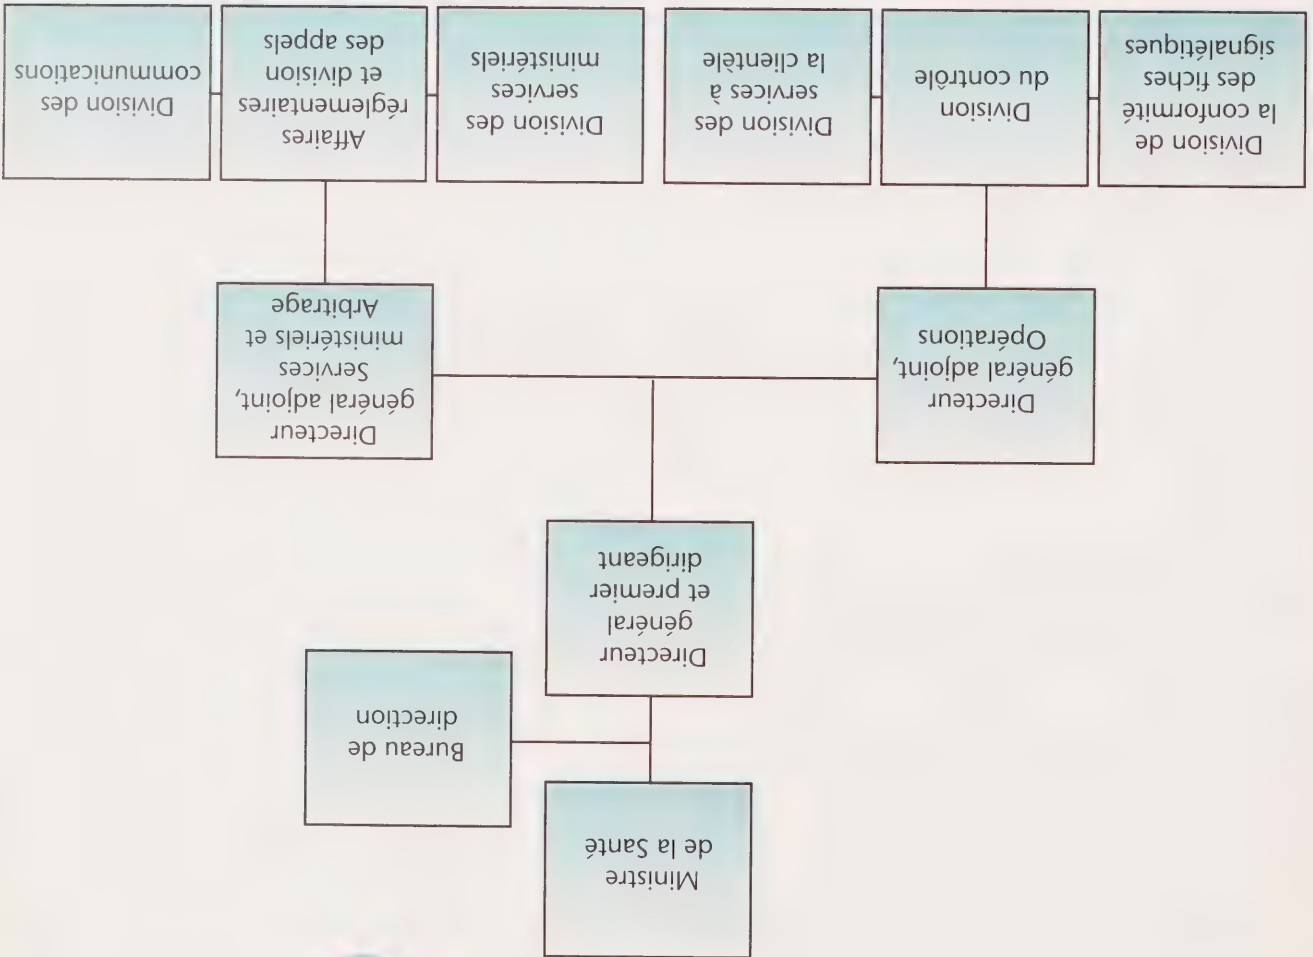 Ministre
de la Santé
Bureau de
direction
Directeur
général
et premier
dirigeant
Directeur
général adjoint,
Opérations
Directeur
général adjoint,
Services
ministériels et
Arbitrage
Division de
la conformité
des fiches
signalétiques
Division
du contrôle
Division des
services à
la clientèle
Division des
services
ministériels
Affaires
réglementaires
et division
des appels
Division des
communications